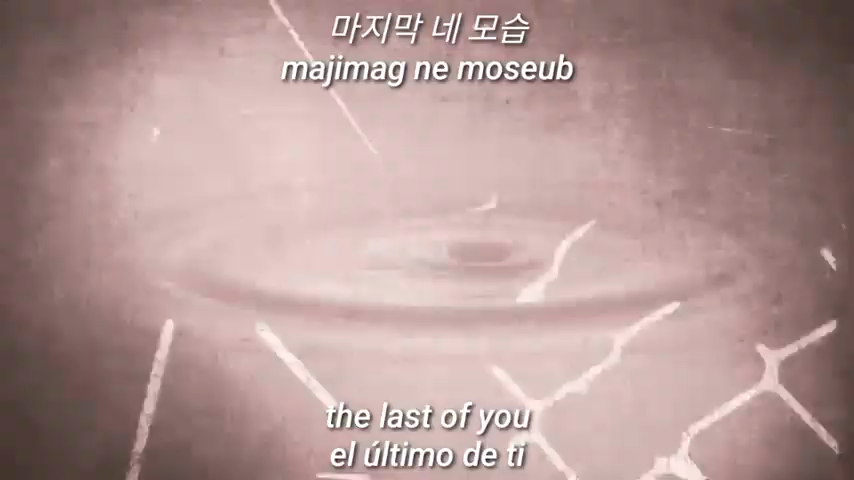 마지막 네 모습
majimag ne moseub
the last of you
el último de ti